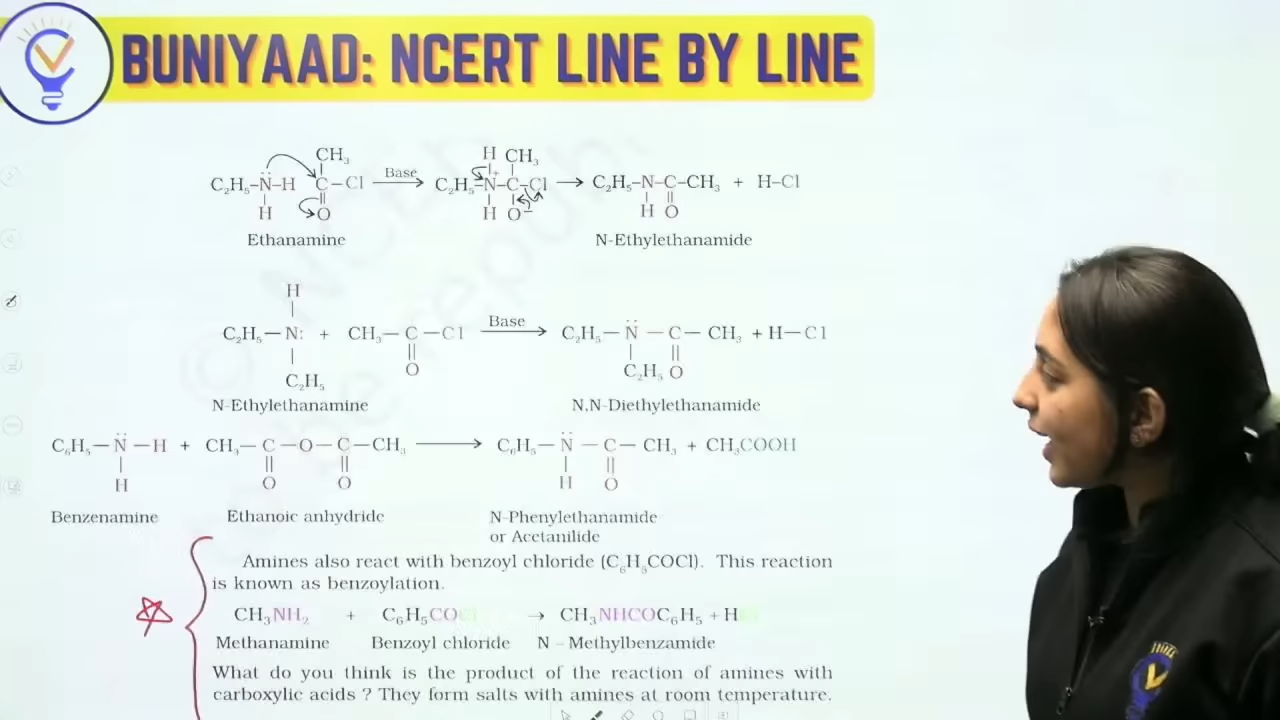 BUNIYAAD: NCERT LINE BY LINE
CH₃ H CH₃
C₂H₅–N̈–H C–Cl Base → C₂H₅–N⁺–C–Cl → C₂H₅–N–C–CH₃ + H–Cl
H O H O⁻ H O
Ethanamine N-Ethylethanamide
H
C₂H₅–N: + CH₃–C–Cl Base → C₂H₅–N̈–C–CH₃ + H–Cl
C₂H₅ O C₂H₅ O
N-Ethylethanamine N,N-Diethylethanamide
C₆H₅–N̈–H + CH₃–C–O–C–CH₃ → C₆H₅–N̈–C–CH₃ + CH₃COOH
H O O H O
Benzenamine Ethanoic anhydride N-Phenylethanamide
or Acetanilide
Amines also react with benzoyl chloride (C₆H₅COCl). This reaction
is known as benzoylation.
CH₃NH₂ + C₆H₅COCl → CH₃NHCOC₆H₅ + H
Methanamine Benzoyl chloride N – Methylbenzamide
What do you think is the product of the reaction of amines with
carboxylic acids ? They form salts with amines at room temperature.